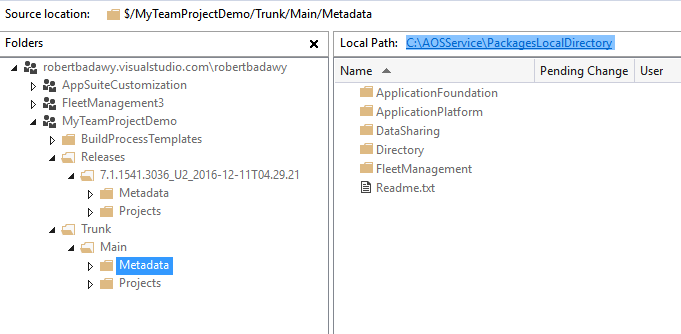 Source location: $/MyTeamProjectDemo/Trunk/Main/Metadata
Folders
robertbadawy.visualstudio.com\robertbadawy
AppSuiteCustomization
FleetManagement3
MyTeamProjectDemo
BuildProcessTemplates
Releases
7.1.1541.3036_U2_2016-12-11T04.29.21
Metadata
Projects
Trunk
Main
Metadata
Projects
Local Path: C:\AOSService\PackagesLocalDirectory
Name Pending Change User
ApplicationFoundation
ApplicationPlatform
DataSharing
Directory
FleetManagement
Readme.txt